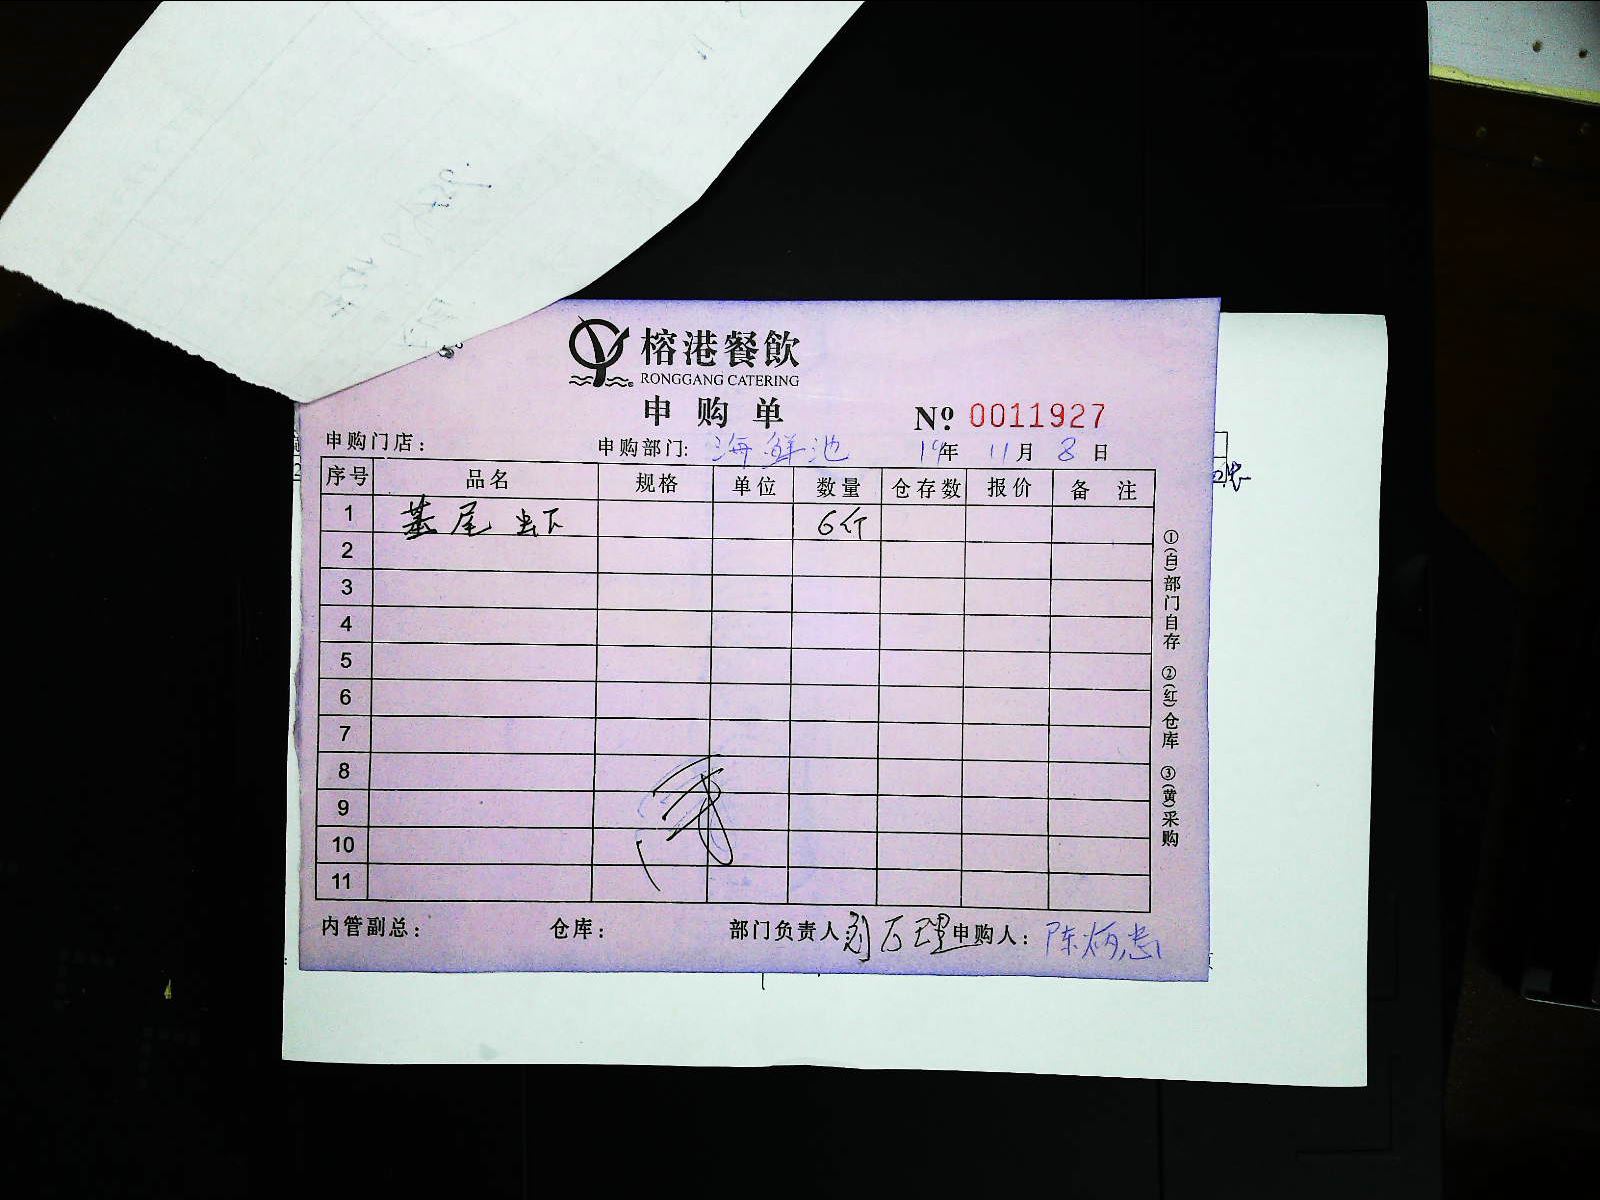 榕港餐飲
RONGGANG CATERING
申购单
Nº 0011927
申购门店: 申购部门: 海鲜池 19年 11月 8日
序号 品名 规格 单位 数量 仓存数 报价 备注
1 基尾虾 6斤
2
3
4
5
6
7
8
9
10
11
内管副总: 仓库: 部门负责人: 申购人: 陈炳志
①(白)部门自存 ②(红)仓库 ③(黄)采购